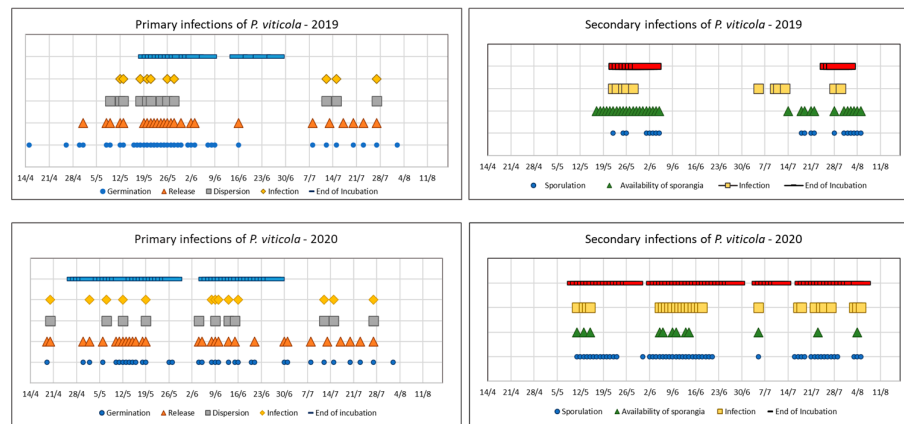 Primary infections of P. viticola - 2019
14/4 21/4 28/4 5/5 12/5 19/5 26/5 2/6 9/6 16/6 23/6 30/6 7/7 14/7 21/7 28/7 4/8 11/8
Germination Release Dispersion Infection End of Incubation
Secondary infections of P. viticola - 2019
14/4 21/4 28/4 5/5 12/5 19/5 26/5 2/6 9/6 16/6 23/6 30/6 7/7 14/7 21/7 28/7 4/8 11/8
Sporulation Availability of sporangia Infection End of Incubation
Primary infections of P. viticola - 2020
14/4 21/4 28/4 5/5 12/5 19/5 26/5 2/6 9/6 16/6 23/6 30/6 7/7 14/7 21/7 28/7 4/8 11/8
Germination Release Dispersion Infection End of incubation
Secondary infections of P. viticola - 2020
14/4 21/4 28/4 5/5 12/5 19/5 26/5 2/6 9/6 16/6 23/6 30/6 7/7 14/7 21/7 28/7 4/8 11/8
Sporulation Availability of sporangia Infection End of Incubation